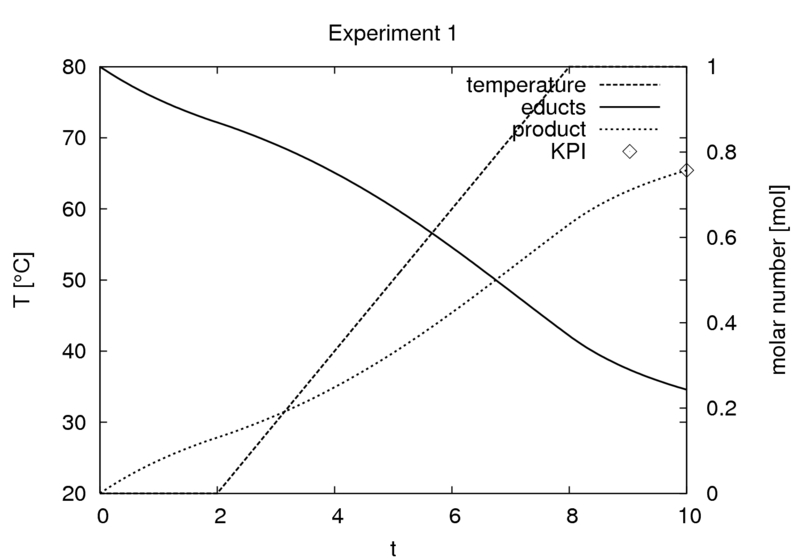 Experiment 1
80
70
60
50
40
30
20
T [°C]
temperature
educts
product
KPI
1
0.8
0.6
0.4
0.2
0
molar number [mol]
0 2 4 6 8 10
t